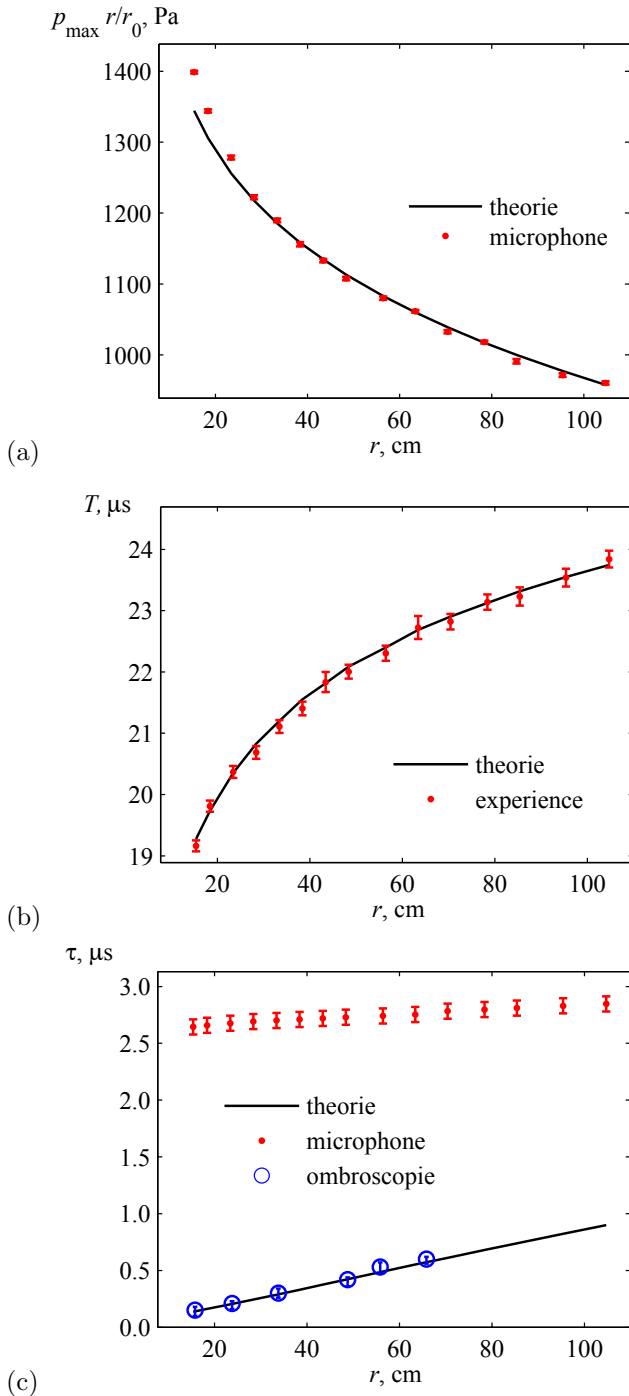 p_max r/r_0, Pa
1400
1300
1200
1100
1000
theorie
microphone
20 40 60 80 100
r, cm
(a)
T, μs
24
23
22
21
20
19
theorie
experience
20 40 60 80 100
r, cm
(b)
τ, μs
3.0
2.5
2.0
1.5
1.0
0.5
0.0
theorie
microphone
ombroscopie
20 40 60 80 100
r, cm
(c)